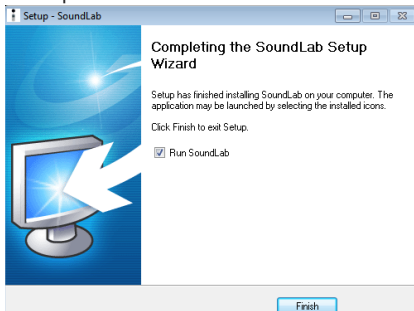 Setup - SoundLab
Completing the SoundLab Setup
Wizard
Setup has finished installing SoundLab on your computer. The
application may be launched by selecting the installed icons.
Click Finish to exit Setup.
Run SoundLab
Finish